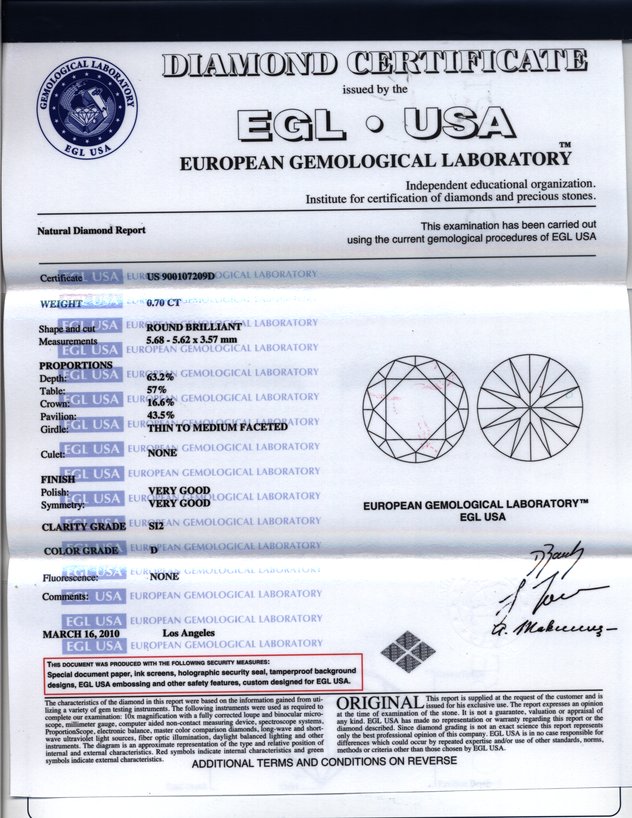 DIAMOND CERTIFICATE
GEMOLOGICAL LABORATORY
EGL USA
issued by the
EGL • USA
EUROPEAN GEMOLOGICAL LABORATORY™
Independent educational organization.
Institute for certification of diamonds and precious stones.
Natural Diamond Report
This examination has been carried out
using the current gemological procedures of EGL USA
Certificate US 900107209D
WEIGHT 0.70 CT
Shape and cut ROUND BRILLIANT
Measurements 5.68 - 5.62 x 3.57 mm
PROPORTIONS
Depth: 63.2%
Table: 57%
Crown: 16.6%
Pavilion: 43.5%
Girdle: THIN TO MEDIUM FACETED
Culet: NONE
FINISH
Polish: VERY GOOD
Symmetry: VERY GOOD
EUROPEAN GEMOLOGICAL LABORATORY™
EGL USA
CLARITY GRADE SI2
COLOR GRADE D
Fluorescence: NONE
Comments:
MARCH 16, 2010 Los Angeles
EGL USA EUROPEAN GEMOLOGICAL LABORATORY
THIS DOCUMENT WAS PRODUCED WITH THE FOLLOWING SECURITY MEASURES:
Special document paper, ink screens, holographic security seal, tamperproof background
designs, EGL USA embossing and other safety features, custom designed for EGL USA.
The characteristics of the diamond in this report were based on the information gained from uti-
lizing a variety of gem testing instruments. The following instruments were used as required to
complete our examination: 10x magnification with a fully corrected loupe and binocular micro-
scope, millimeter gauge, computer aided non-contact measuring device, spectroscope systems,
ProportionScope, electronic balance, master color comparison diamonds, long-wave and short-
wave ultraviolet light sources, fiber optic illumination, daylight balanced lighting and other
instruments. The diagram is an approximate representation of the type and relative position of
internal and external characteristics. Red symbols indicate internal characteristics and green
symbols indicate external characteristics.
ORIGINAL This report is supplied at the request of the customer and is
issued for his exclusive use. The report expresses an opinion
at the time of examination of the stone. It is not a guarantee, valuation or appraisal of
any kind. EGL USA has made no representation or warranty regarding this report or the
diamond described. Since diamond grading is not an exact science this report represents
only the best professional opinion of this company. EGL USA is in no case responsible for
differences which could occur by repeated expertise and/or use of other standards, norms,
methods or criteria other than those chosen by EGL USA.
ADDITIONAL TERMS AND CONDITIONS ON REVERSE